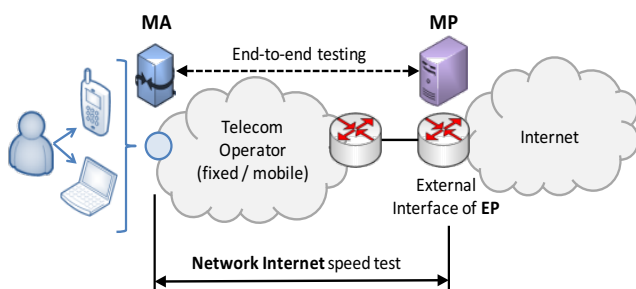 MA
MP
End-to-end testing
Telecom
Operator
(fixed / mobile)
Internet
External
Interface of EP
Network Internet speed test